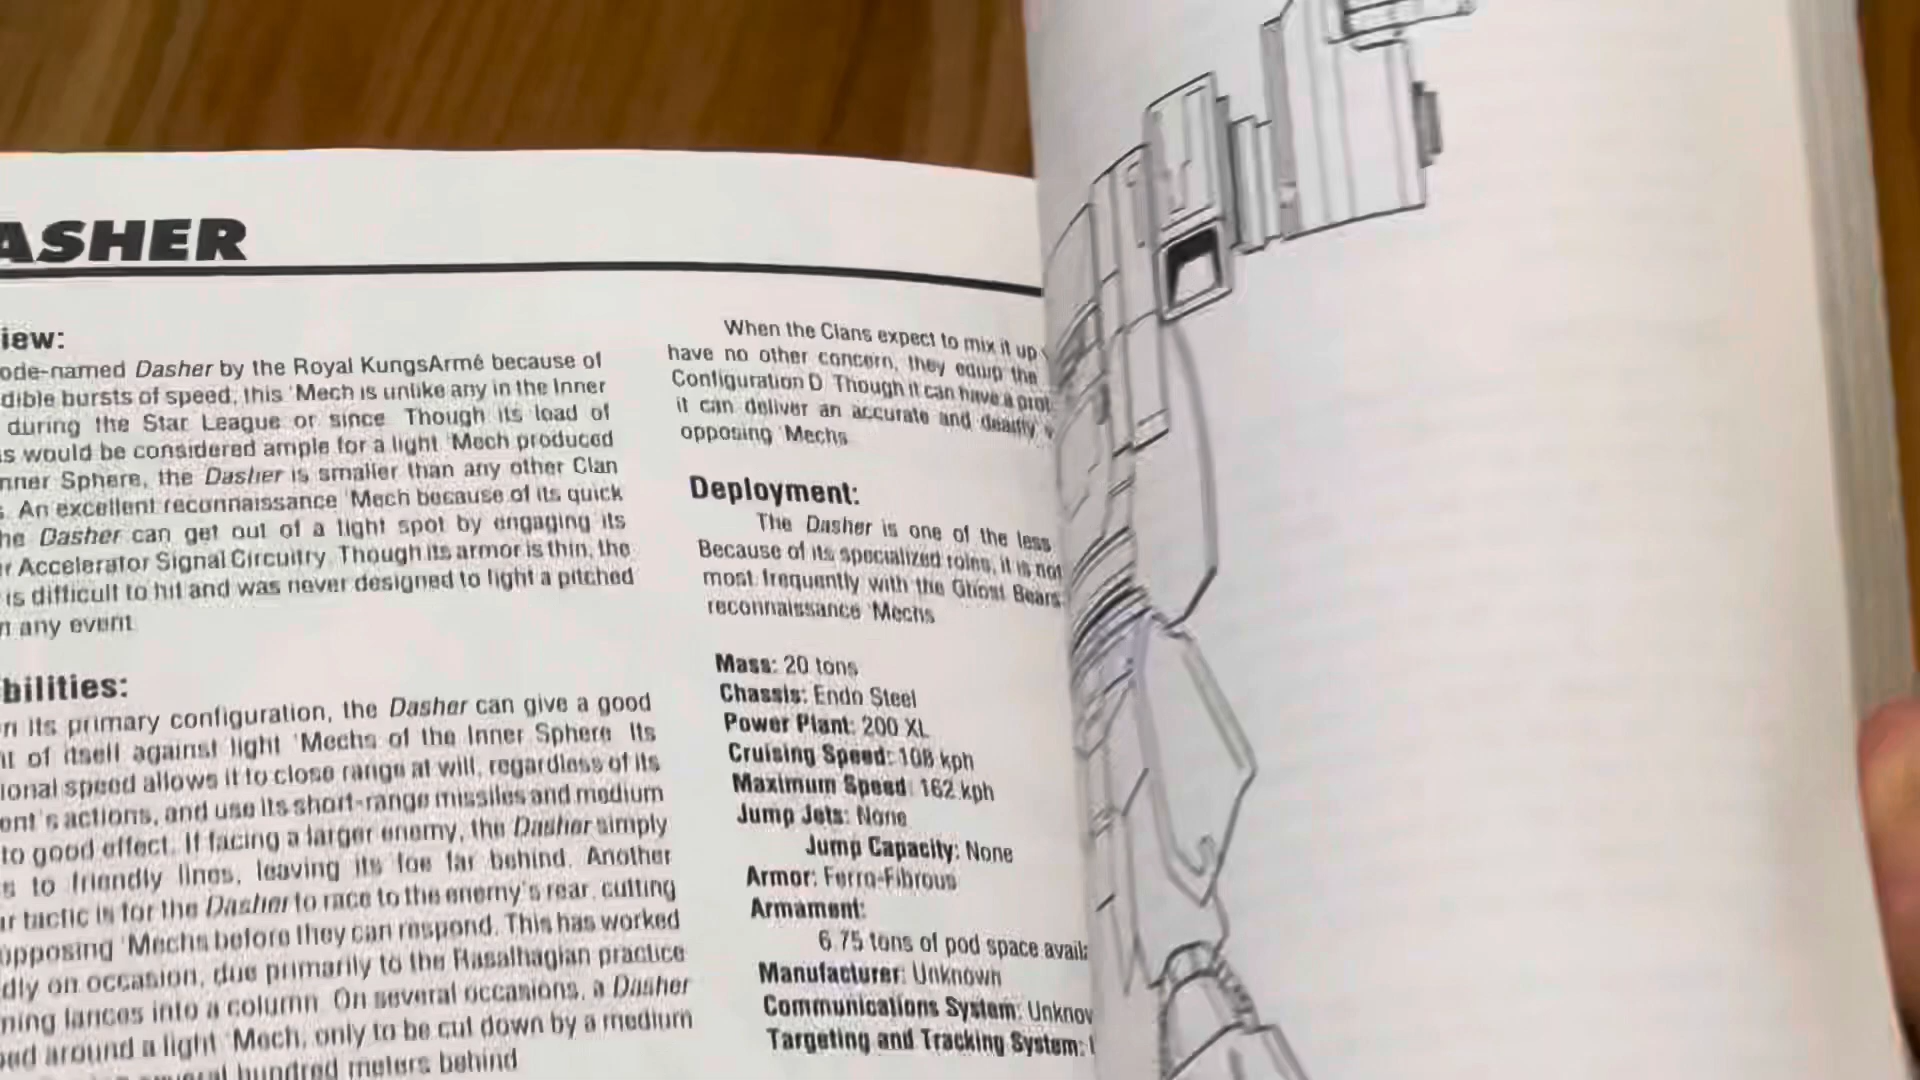 ASHER
iew:
ode-named Dasher by the Royal KungsArmé because of
dible bursts of speed, this 'Mech is unlike any in the Inner
during the Star League or since Though its load of
s would be considered ample for a light 'Mech produced
nner Sphere, the Dasher is smaller than any other Clan
. An excellent reconnaissance 'Mech because of its quick
he Dasher can get out of a tight spot by engaging its
r Accelerator Signal Circuitry Though its armor is thin, the
is difficult to hit and was never designed to fight a pitched
n any event
bilities:
n its primary configuration, the Dasher can give a good
nt of itself against light 'Mechs of the Inner Sphere Its
ional speed allows it to close range at will, regardless of its
ent's actions, and use its short-range missiles and medium
to good effect. If facing a larger enemy, the Dasher simply
s to friendly lines, leaving its foe far behind. Another
ar tactic is for the Dasher to race to the enemy's rear, cutting
opposing 'Mechs before they can respond. This has worked
dly on occasion, due primarily to the Rasalhagian practice
ning lances into a column On several occasions, a Dasher
ped around a light 'Mech, only to be cut down by a medium
several hundred meters behind
When the Clans expect to mix it up
have no other concern, they equip the
Configuration D Though it can have a prol
it can deliver an accurate and deadly v
opposing 'Mechs
Deployment:
The Dasher is one of the less
Because of its specialized roles, it is not
most frequently with the Ghost Bears
reconnaissance 'Mechs
Mass: 20 tons
Chassis: Endo Steel
Power Plant: 200 XL
Cruising Speed: 108 kph
Maximum Speed: 162 kph
Jump Jets: None
Jump Capacity: None
Armor: Ferro-Fibrous
Armament:
6 75 tons of pod space availa
Manufacturer: Unknown
Communications System: Unknow
Targeting and Tracking System: